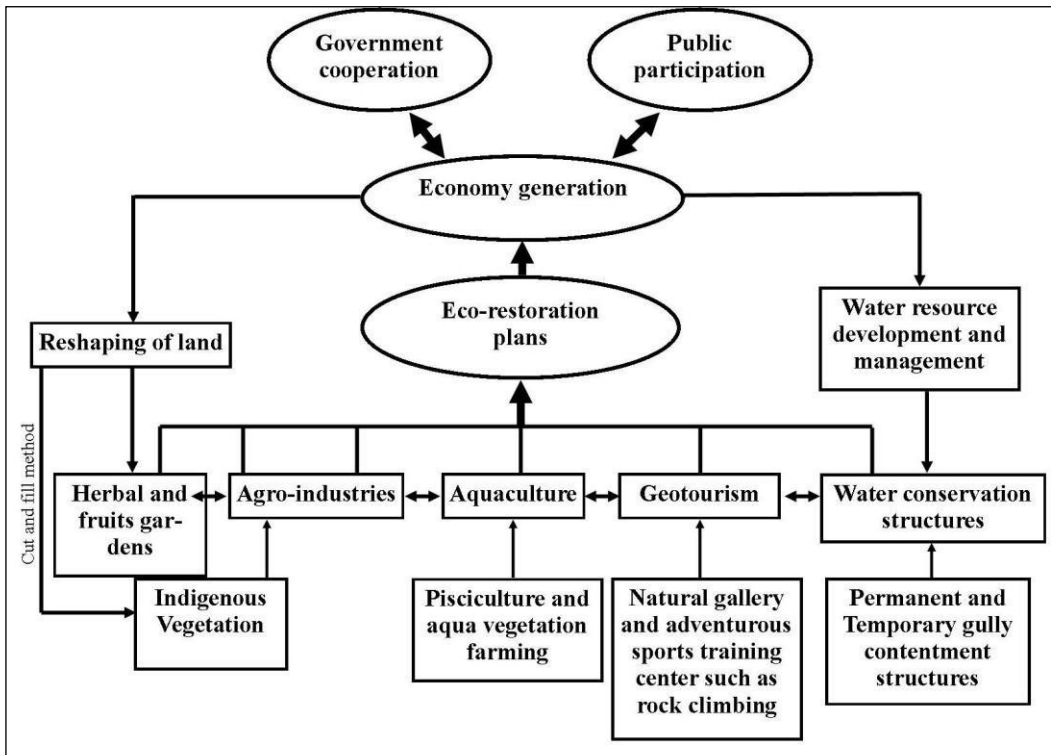 Government
cooperation
Public
participation
Economy generation
Eco-restoration
plans
Reshaping of land
Water resource
development and
management
Cut and fill method
Herbal and
fruits gar-
dens
Agro-industries
Aquaculture
Geotourism
Water conservation
structures
Indigenous
Vegetation
Pisciculture and
aqua vegetation
farming
Natural gallery
and adventurous
sports training
center such as
rock climbing
Permanent and
Temporary gully
contentment
structures